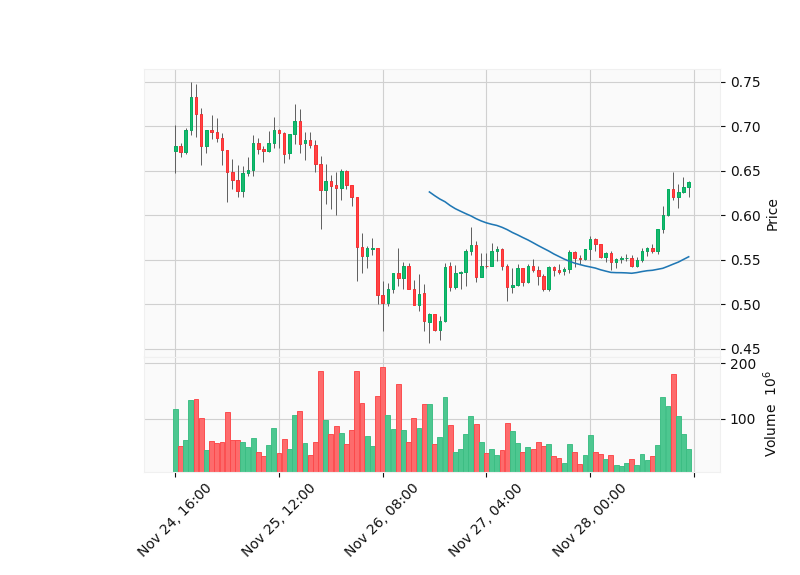 0.75
0.70
0.65
0.60
0.55
0.50
0.45
Price
200
100
Volume 10^6
Nov 24, 16:00
Nov 25, 12:00
Nov 26, 08:00
Nov 27, 04:00
Nov 28, 00:00